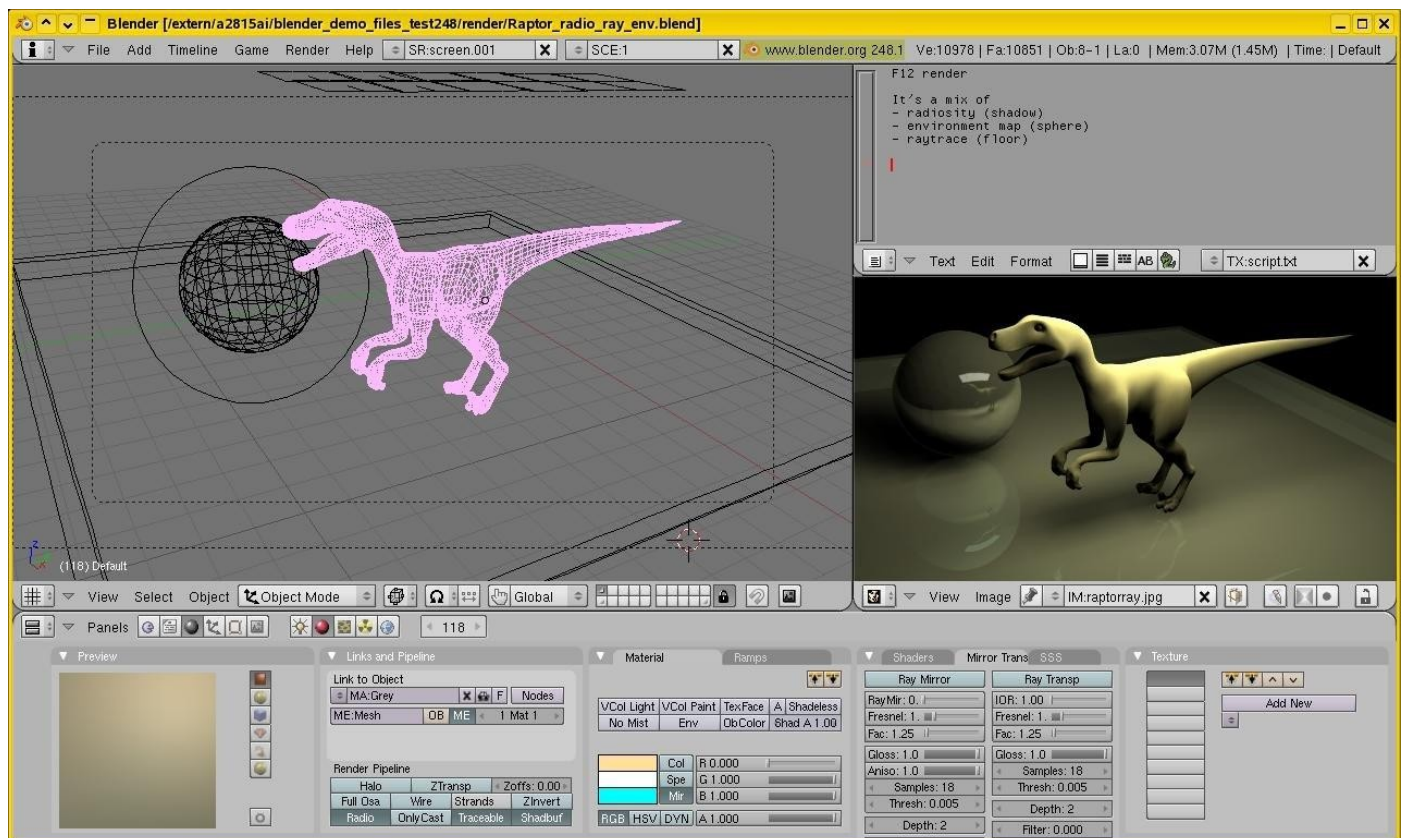 Blender [/extern/a2815ai/blender_demo_files_test248/render/Raptor_radio_ray_env.blend]
File Add Timeline Game Render Help SR:screen.001 X SCE:1 X www.blender.org 248.1 Ve:10978 | Fa:10851 | Ob:8-1 | La:0 | Mem:3.07M (1.45M) | Time: | Default
F12 render
It's a mix of
- radiosity (shadow)
- environment map (sphere)
- raytrace (floor)
Text Edit Format AB TX:script.txt X
z
(118) Default
View Select Object Object Mode Global
View Image IM:raptorray.jpg X
Panels 118
Preview
Links and Pipeline
Link to Object
MA:Grey X F Nodes
ME:Mesh OB ME 1 Mat 1
Render Pipeline
Halo ZTransp Zoffs: 0.00
Full Osa Wire Strands ZInvert
Radio OnlyCast Traceable Shadbuf
Material Ramps
VCol Light VCol Paint TexFace A Shadeless
No Mist Env ObColor Shad A 1.00
Col R 0.000
Spe G 1.000
Mir B 1.000
RGB HSV DYN A 1.000
Shaders Mirror Trans SSS
Ray Mirror Ray Transp
RayMir: 0. IOR: 1.00
Fresnel: 1. Fresnel: 1.
Fac: 1.25 Fac: 1.25
Gloss: 1.0 Gloss: 1.0
Aniso: 1.0 Samples: 18
Samples: 18 Thresh: 0.005
Thresh: 0.005 Depth: 2
Depth: 2 Filter: 0.000
Texture
Add New